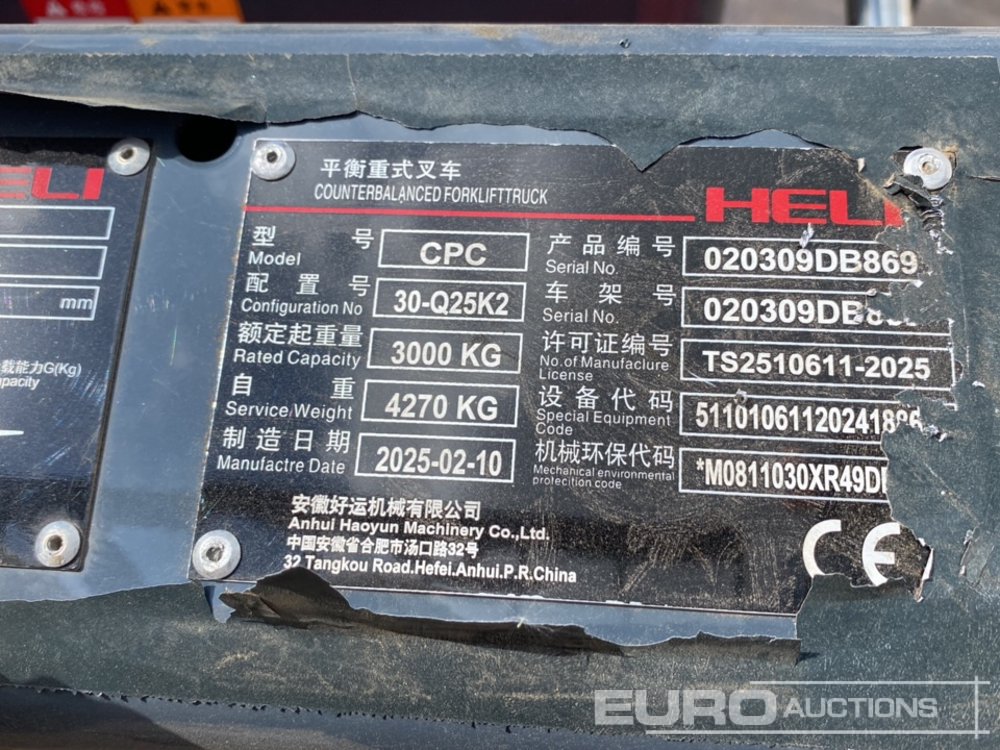 平衡重式叉车
COUNTERBALANCED FORKLIFTTRUCK
HELI
型 号
Model
CPC
配 置 号
Configuration No
30-Q25K2
额定起重量
Rated Capacity
3000 KG
自 重
Service/Weight
4270 KG
制造日期
Manufactre Date
2025-02-10
产品编号
Serial No.
020309DB869
车 架 号
Serial No.
许可证编号
No.of Manufaclure
License
TS2510611-2025
设备代码
Special Equipment
Code
机械环保代码
Mechanical environmental
protecition code
安徽好运机械有限公司
Anhui Haoyun Machinery Co.,Ltd.
中国安徽省合肥市汤口路32号
32 Tangkou Road.Hefei.Anhui.P.R.China
CE
mm
载能力G(Kg)
EURO AUCTIONS